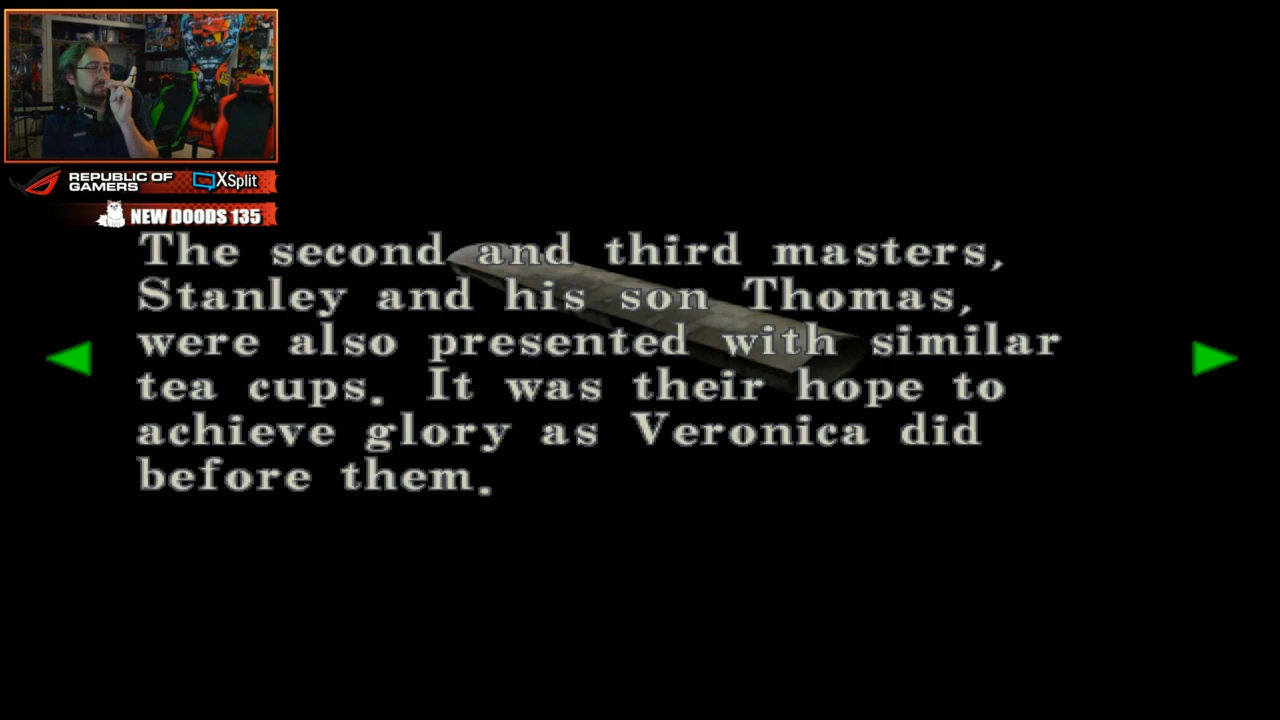 REPUBLIC OF
GAMERS
XSplit
NEW DOODS 135
The second and third masters,
Stanley and his son Thomas,
were also presented with similar
tea cups. It was their hope to
achieve glory as Veronica did
before them.